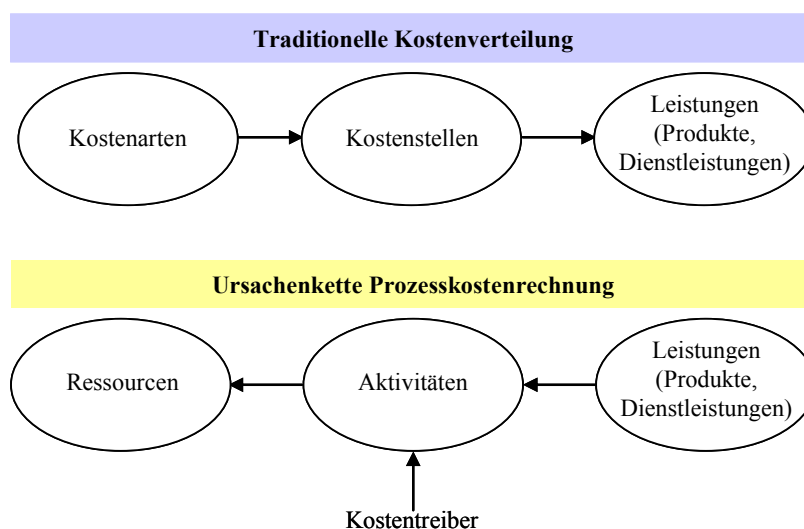 Traditionelle Kostenverteilung
Kostenarten
Kostenstellen
Leistungen
(Produkte,
Dienstleistungen)
Ursachenkette Prozesskostenrechnung
Ressourcen
Aktivitäten
Leistungen
(Produkte,
Dienstleistungen)
Kostentreiber